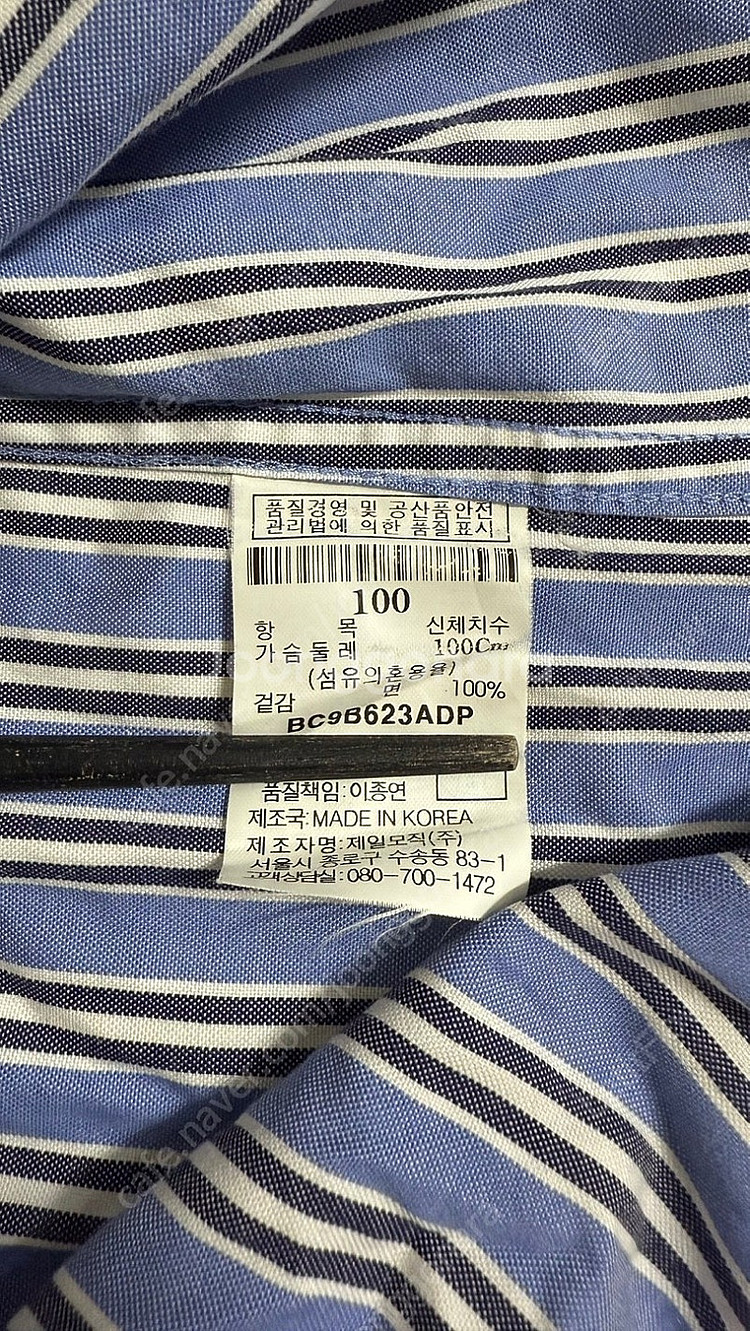 품질경영 및 공산품안전
관리법에 의한 품질표시
100
항 목 신체치수
가슴둘레 100Cm
(섬유의혼용율)
겉감 면 100%
BC9B623ADP
품질책임:이종연
제조국:MADE IN KOREA
제조자명:제일모직(주)
서울시 종로구 수송동 83-1
고객상담실:080-700-1472